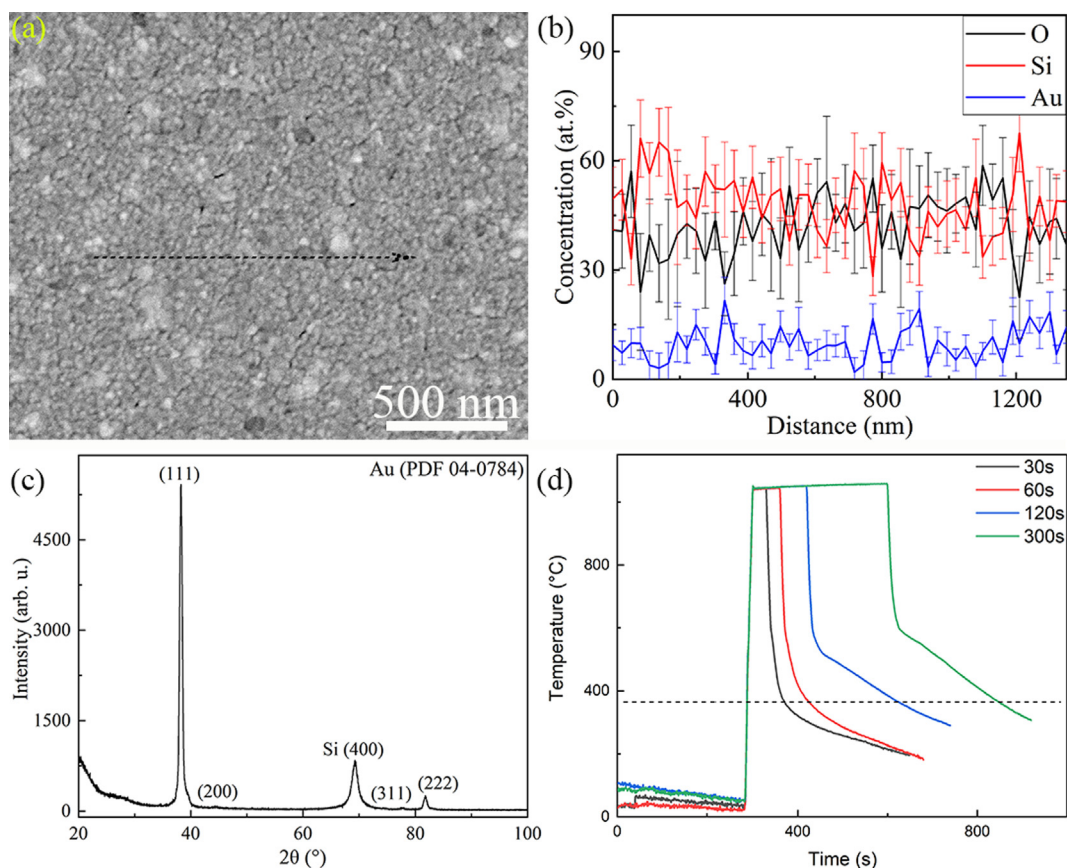 (a)
500 nm
(b)
O
Si
Au
90
60
30
0
Concentration (at.%)
0 400 800 1200
Distance (nm)
(c)
Au (PDF 04-0784)
(111)
(200)
Si (400)
(311)
(222)
4500
3000
1500
0
Intensity (arb. u.)
20 40 60 80 100
2θ (°)
(d)
30s
60s
120s
300s
800
400
0
Temperature (°C)
0 400 800
Time (s)